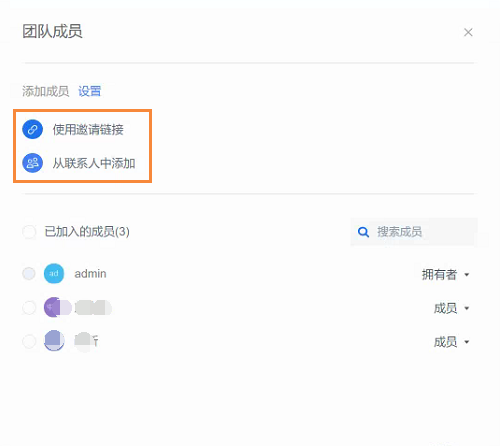 团队成员
添加成员 设置
使用邀请链接
从联系人中添加
已加入的成员(3) 搜索成员
ad admin 拥有者
成员
成员